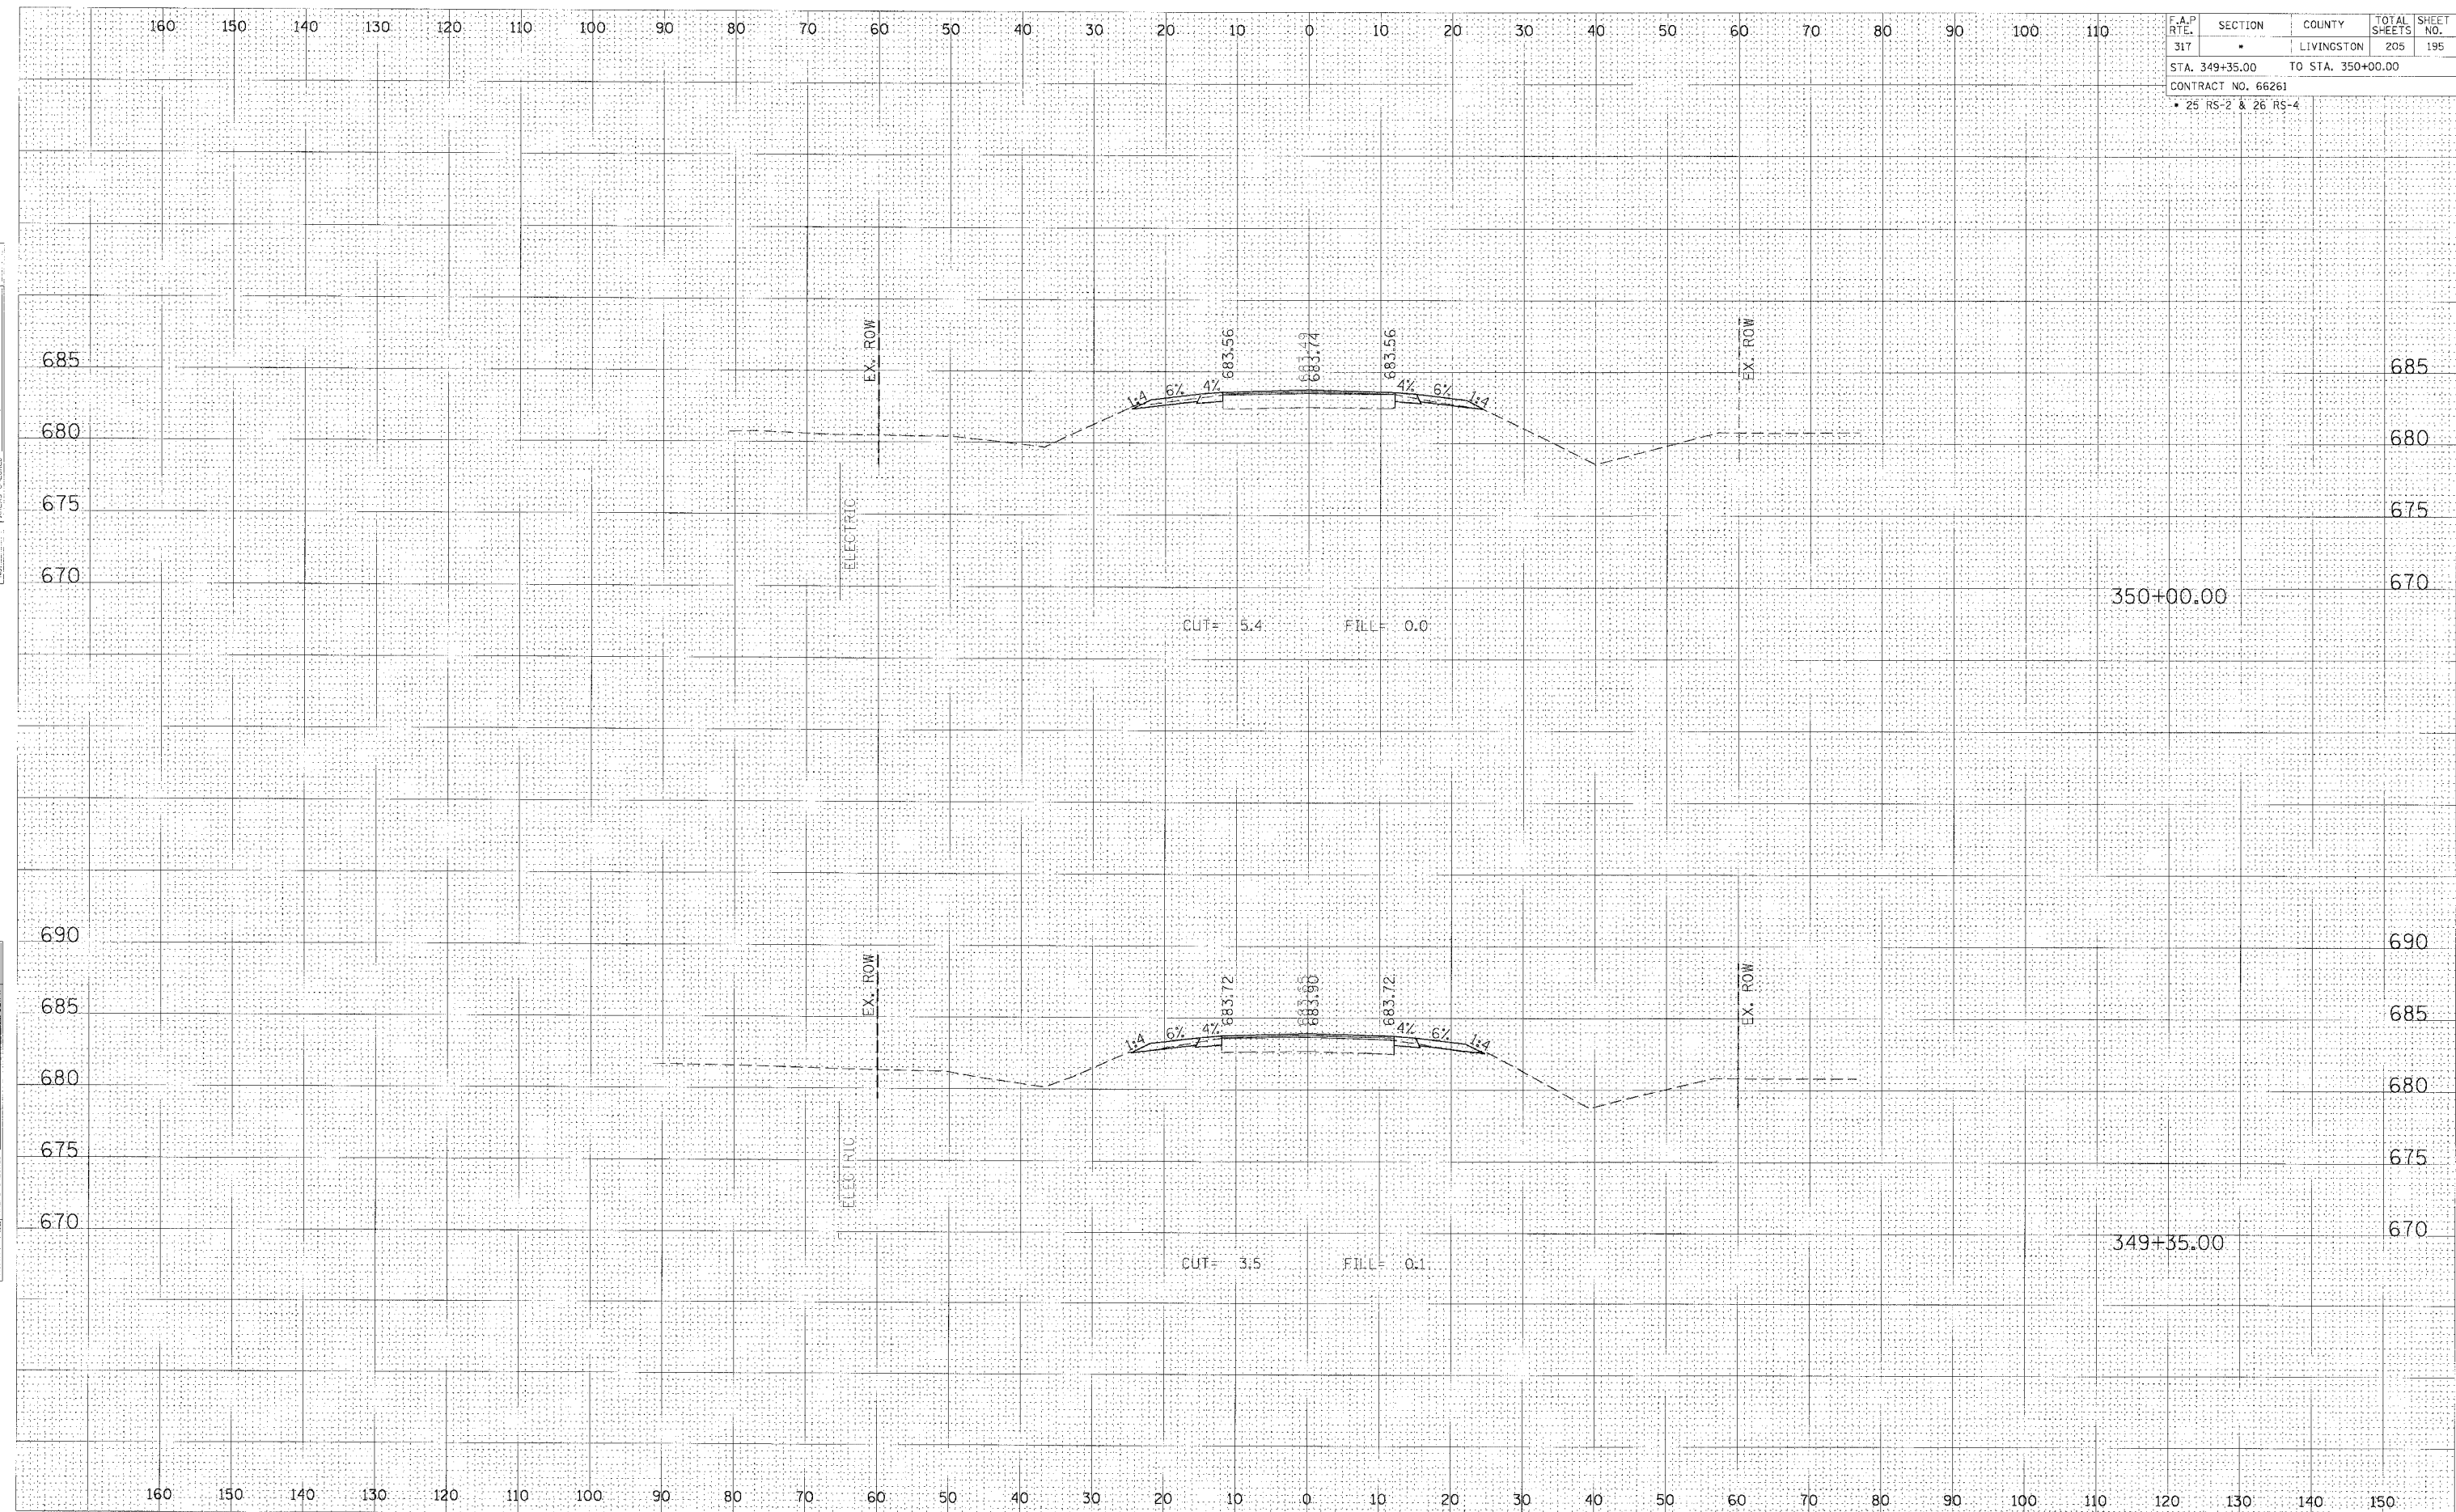 160 150 140 130 120 110 100 90 80 70 60 50 40 30 20 10 0 10 20 30 40 50 60 70 80 90 100 110
F.A.P RTE. SECTION COUNTY TOTAL SHEETS SHEET NO.
317 * LIVINGSTON 205 195
STA. 349+35.00 TO STA. 350+00.00
CONTRACT NO. 66261
* 25 RS-2 & 26 RS-4
EX. ROW
683.56
683.49
683.74
683.56
EX. ROW
685 685
1:4 6% 4% 4% 6% 1:4
680 680
675 675
ELECTRIC
670 670
350+00.00
CUT= 5.4 FILL= 0.0
690 690
EX. ROW
683.72
683.90
683.72
EX. ROW
685 685
1:4 6% 4% 4% 6% 1:4
680 680
675 675
ELECTRIC
670 670
349+35.00
CUT= 3.5 FILL= 0.1
160 150 140 130 120 110 100 90 80 70 60 50 40 30 20 10 0 10 20 30 40 50 60 70 80 90 100 110 120 130 140 150